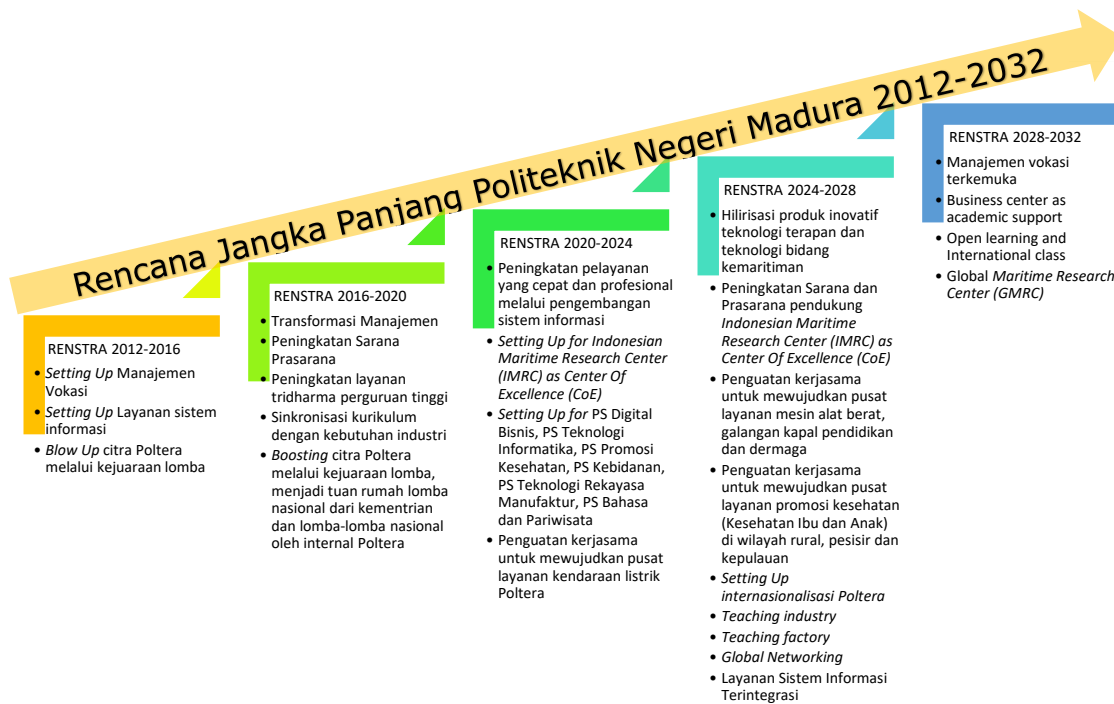 Rencana Jangka Panjang Politeknik Negeri Madura 2012-2032
RENSTRA 2012-2016
• Setting Up Manajemen
Vokasi
• Setting Up Layanan sistem
informasi
• Blow Up citra Poltera
melalui kejuaraan lomba
RENSTRA 2016-2020
• Transformasi Manajemen
• Peningkatan Sarana
Prasarana
• Peningkatan layanan
tridharma perguruan tinggi
• Sinkronisasi kurikulum
dengan kebutuhan industri
• Boosting citra Poltera
melalui kejuaraan lomba,
menjadi tuan rumah lomba
nasional dari kementrian
dan lomba-lomba nasional
oleh internal Poltera
RENSTRA 2020-2024
• Peningkatan pelayanan
yang cepat dan profesional
melalui pengembangan
sistem informasi
• Setting Up for Indonesian
Maritime Research Center
(IMRC) as Center Of
Excellence (CoE)
• Setting Up for PS Digital
Bisnis, PS Teknologi
Informatika, PS Promosi
Kesehatan, PS Kebidanan,
PS Teknologi Rekayasa
Manufaktur, PS Bahasa
dan Pariwisata
• Penguatan kerjasama
untuk mewujudkan pusat
layanan kendaraan listrik
Poltera
RENSTRA 2024-2028
• Hilirisasi produk inovatif
teknologi terapan dan
teknologi bidang
kemaritiman
• Peningkatan Sarana dan
Prasarana pendukung
Indonesian Maritime
Research Center (IMRC) as
Center Of Excellence (CoE)
• Penguatan kerjasama
untuk mewujudkan pusat
layanan mesin alat berat,
galangan kapal pendidikan
dan dermaga
• Penguatan kerjasama
untuk mewujudkan pusat
layanan promosi kesehatan
(Kesehatan Ibu dan Anak)
di wilayah rural, pesisir dan
kepulauan
• Setting Up
internasionalisasi Poltera
• Teaching industry
• Teaching factory
• Global Networking
• Layanan Sistem Informasi
Terintegrasi
RENSTRA 2028-2032
• Manajemen vokasi
terkemuka
• Business center as
academic support
• Open learning and
International class
• Global Maritime Research
Center (GMRC)